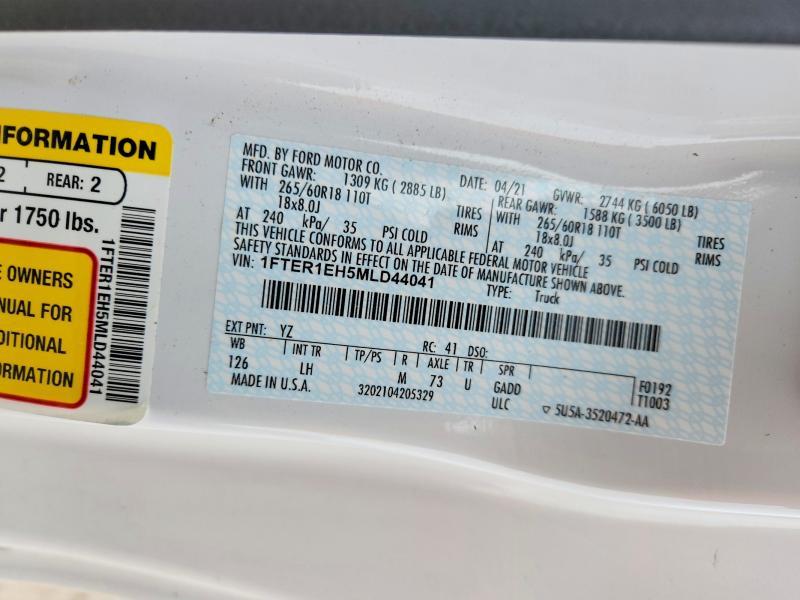 NFORMATION
2 REAR: 2
r 1750 lbs.
E OWNERS
NUAL FOR
DITIONAL
FORMATION
1FTER1EH5MLD44041
MFD. BY FORD MOTOR CO.
DATE: 04/21 GVWR: 2744 KG ( 6050 LB)
FRONT GAWR: 1309 KG ( 2885 LB) REAR GAWR: 1588 KG ( 3500 LB)
WITH 265/60R18 110T TIRES WITH 265/60R18 110T TIRES
18x8.0J RIMS 18x8.0J RIMS
AT 240 kPa/ 35 PSI COLD AT 240 kPa/ 35 PSI COLD
THIS VEHICLE CONFORMS TO ALL APPLICABLE FEDERAL MOTOR VEHICLE
SAFETY STANDARDS IN EFFECT ON THE DATE OF MANUFACTURE SHOWN ABOVE.
VIN: 1FTER1EH5MLD44041 TYPE: Truck
EXT PNT: YZ RC: 41 DSO:
WB INT TR TP/PS R AXLE TR SPR
126 LH M 73 U GADD F0192
MADE IN U.S.A. 3202104205329 ULC T1003
▽ 5U5A-3520472-AA